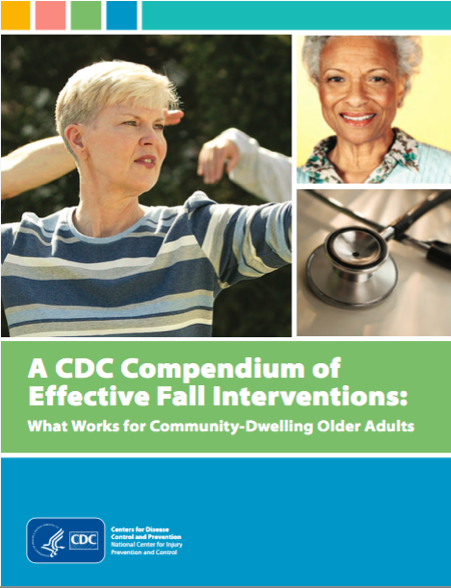 A CDC Compendium of
Effective Fall Interventions:
What Works for Community-Dwelling Older Adults
CDC
Centers for Disease
Control and Prevention
National Center for Injury
Prevention and Control